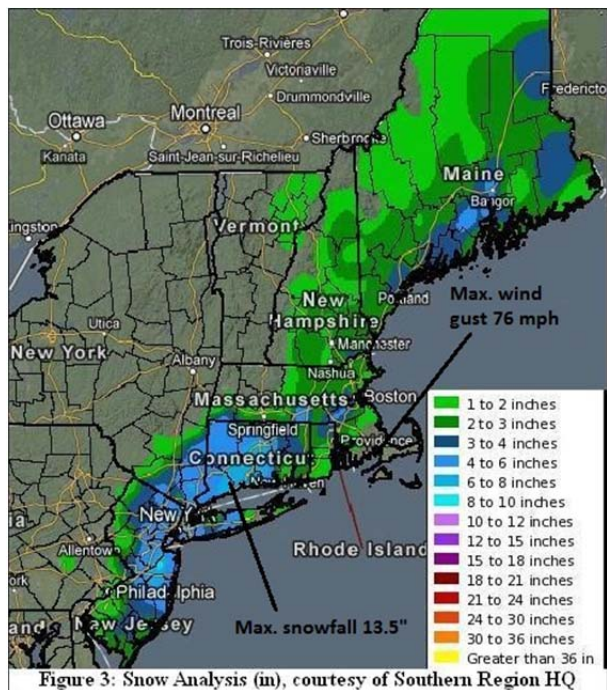 Trois-Rivières
Victoriaville
Drummondville
Ottawa
Montreal
Kanata
Sherbrooke
Saint-Jean-sur-Richelieu
Maine
Bangor
Vermont
Portland
Max. wind
gust 76 mph
New
Hampshire
Utica
Manchester
New York
Albany
Nashua
Massachusetts
Boston
Springfield
Providence
Connecticu
New Y
Rhode Island
Allentown
Philadelphia
Max. snowfall 13.5"
New Jersey
1 to 2 inches
2 to 3 inches
3 to 4 inches
4 to 6 inches
6 to 8 inches
8 to 10 inches
10 to 12 inches
12 to 15 inches
15 to 18 inches
18 to 21 inches
21 to 24 inches
24 to 30 inches
30 to 36 inches
Greater than 36 in
Figure 3: Snow Analysis (in), courtesy of Southern Region HQ